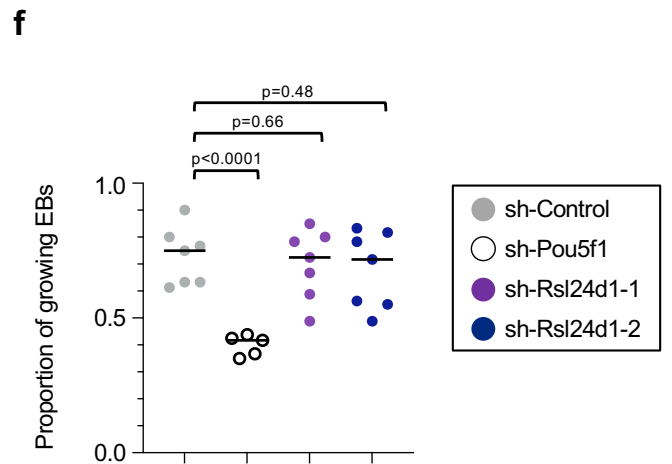 f
p=0.48
p=0.66
p<0.0001
Proportion of growing EBs
1.0
0.5
0.0
sh-Control
sh-Pou5f1
sh-Rsl24d1-1
sh-Rsl24d1-2